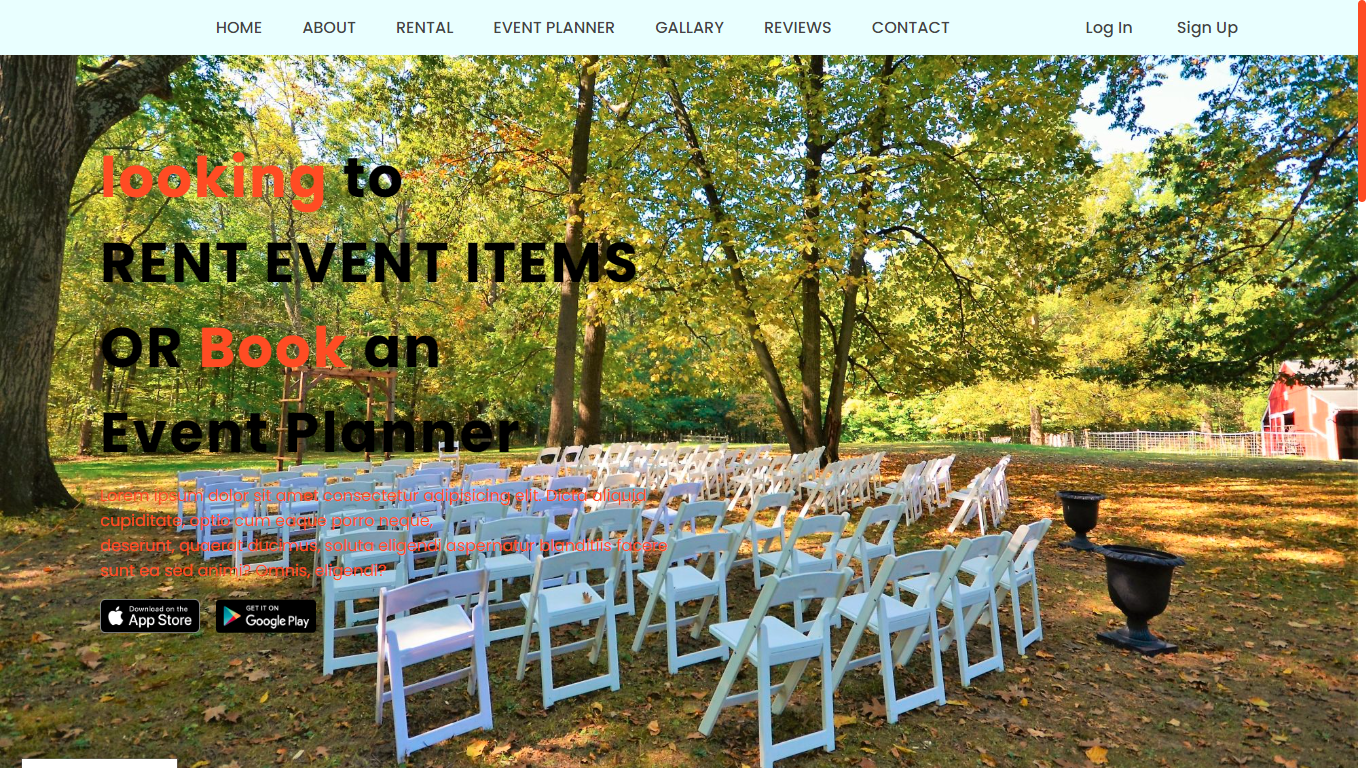 HOME ABOUT RENTAL EVENT PLANNER GALLARY REVIEWS CONTACT Log In Sign Up
looking to
RENT EVENT ITEMS
OR Book an
Event Planner
Lorem ipsum dolor sit amet consectetur adipisicing elit. Dicta aliquid
cupiditate, optio cum eaque porro neque,
deserunt, quaerat ducimus, soluta eligendi aspernatur blanditiis facere
sunt ea sed animi? Omnis, eligendi?
Download on the GET IT ON
App Store Google Play